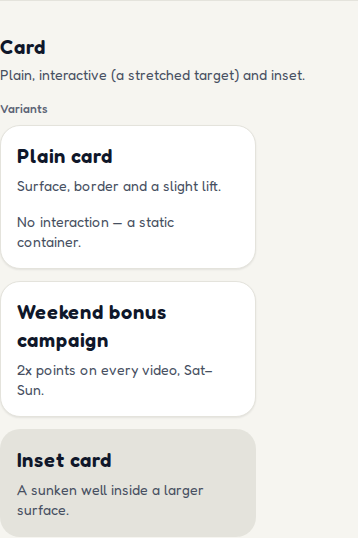 Card
Plain, interactive (a stretched target) and inset.
Variants
Plain card
Surface, border and a slight lift.
No interaction — a static
container.
Weekend bonus
campaign
2x points on every video, Sat–
Sun.
Inset card
A sunken well inside a larger
surface.